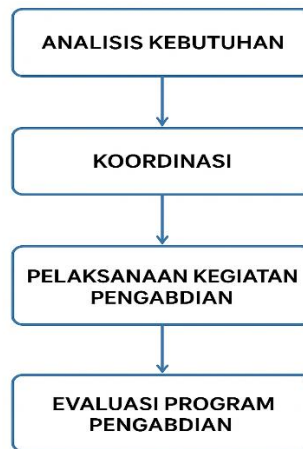 ANALISIS KEBUTUHAN
KOORDINASI
PELAKSANAAN KEGIATAN
PENGABDIAN
EVALUASI PROGRAM
PENGABDIAN